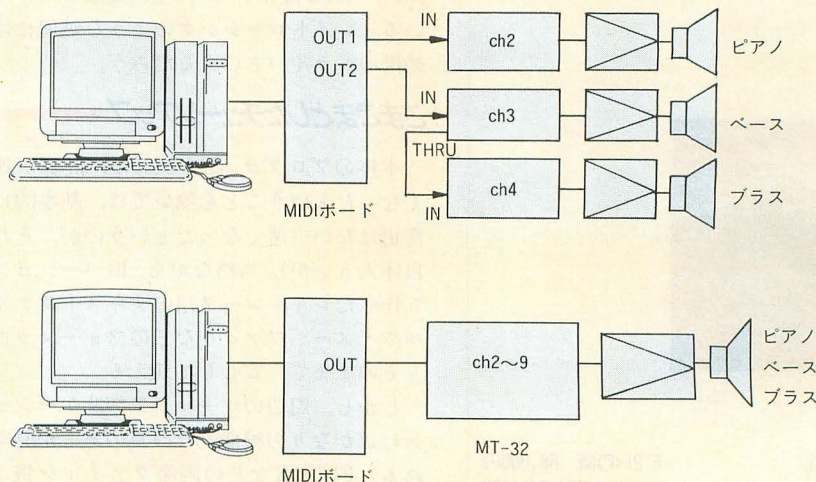 OUT1
IN
ch2
ピアノ
OUT2
IN
ch3
ベース
THRU
IN
ch4
ブラス
MIDIボード
OUT
ch2〜9
ピアノ
ベース
ブラス
MT-32
MIDIボード